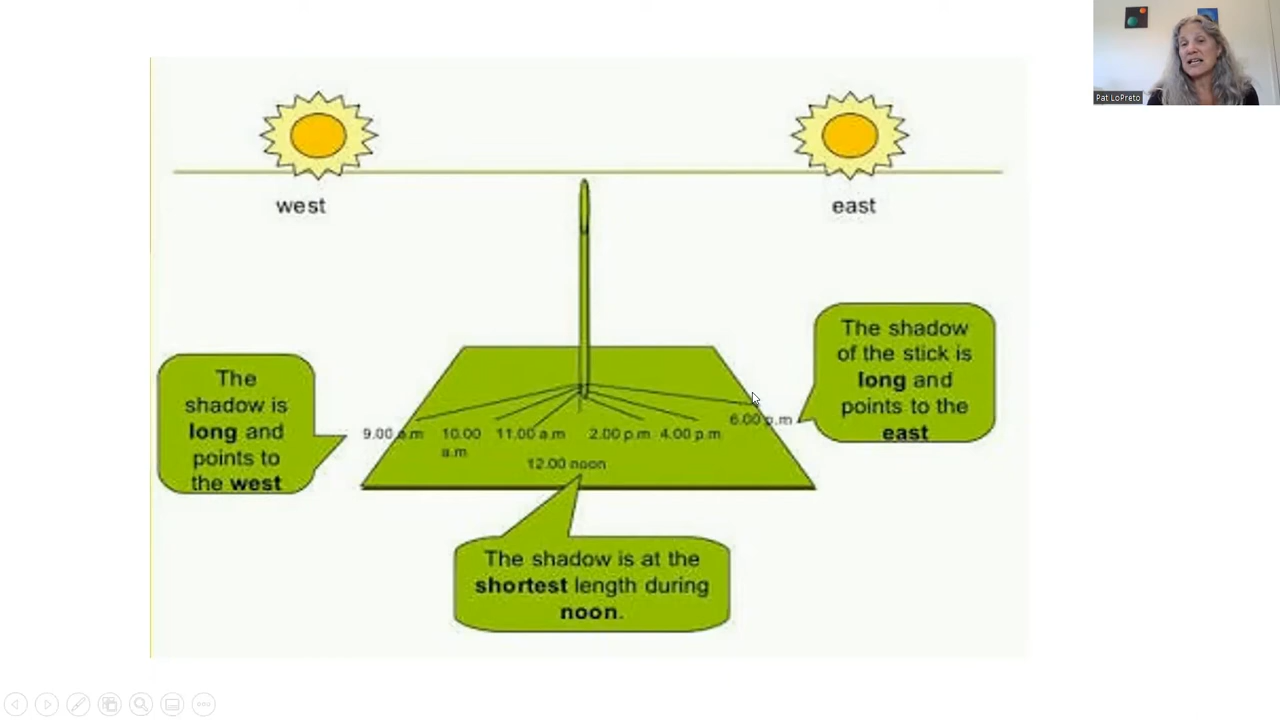 Pat LoPreto
west
east
The shadow
of the stick is
long and
points to the
east
The
shadow is
long and
points to
the west
6.00 p.m
9.00 a.m
10.00
a.m
11.00 a.m
2.00 p.m
4.00 p.m
12.00 noon
The shadow is at the
shortest length during
noon.